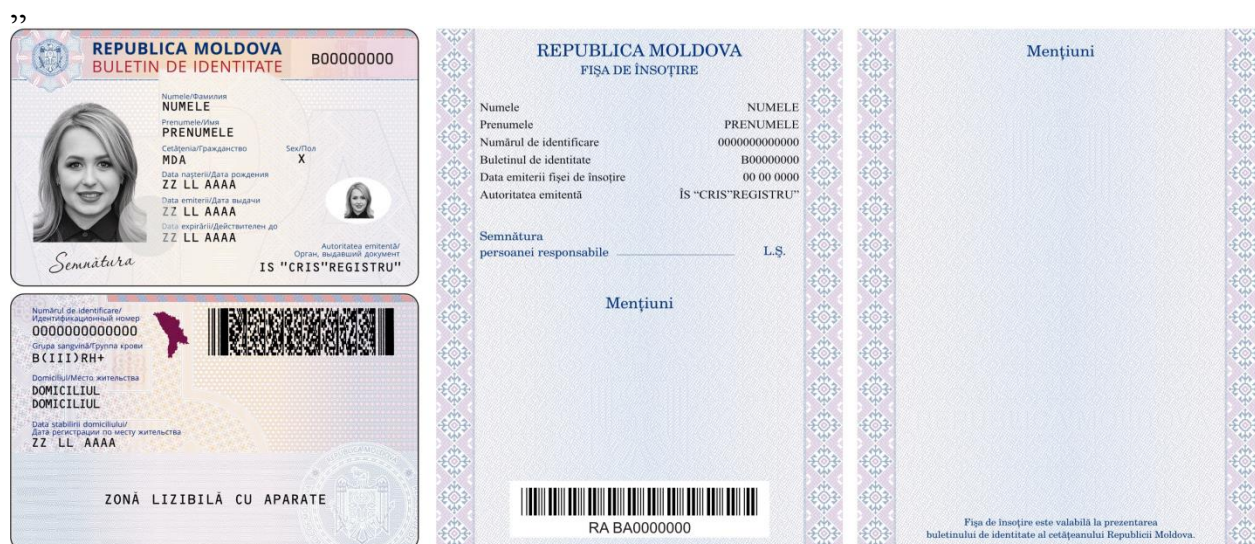 ”
REPUBLICA MOLDOVA
BULETIN DE IDENTITATE
B00000000
Numele/Фамилия
NUMELE
Prenumele/Имя
PRENUMELE
Cetățenia/Гражданство Sex/Пол
MDA X
Data nașterii/Дата рождения
ZZ LL AAAA
Data emiterii/Дата выдачи
ZZ LL AAAA
Data expirării/Действителен до
ZZ LL AAAA
Semnătura
Autoritatea emitentă/
Орган, выдавший документ
IS "CRIS"REGISTRU"
Numărul de identificare/
Идентификационный номер
0000000000000
Grupa sangvină/Группа крови
B(III)RH+
Domiciliul/Место жительства
DOMICILIUL
DOMICILIUL
Data stabilirii domiciliului/
Дата регистрации по месту жительства
ZZ LL AAAA
ZONĂ LIZIBILĂ CU APARATE
REPUBLICA MOLDOVA
FIȘA DE ÎNSOȚIRE
Numele NUMELE
Prenumele PRENUMELE
Numărul de identificare 0000000000000
Buletinul de identitate B00000000
Data emiterii fișei de însoțire 00 00 0000
Autoritatea emitentă ÎS “CRIS”REGISTRU”
Semnătura
persoanei responsabile L.Ș.
Mențiuni
RA BA0000000
Mențiuni
Fișa de însoțire este valabilă la prezentarea
buletinului de identitate al cetățeanului Republicii Moldova.